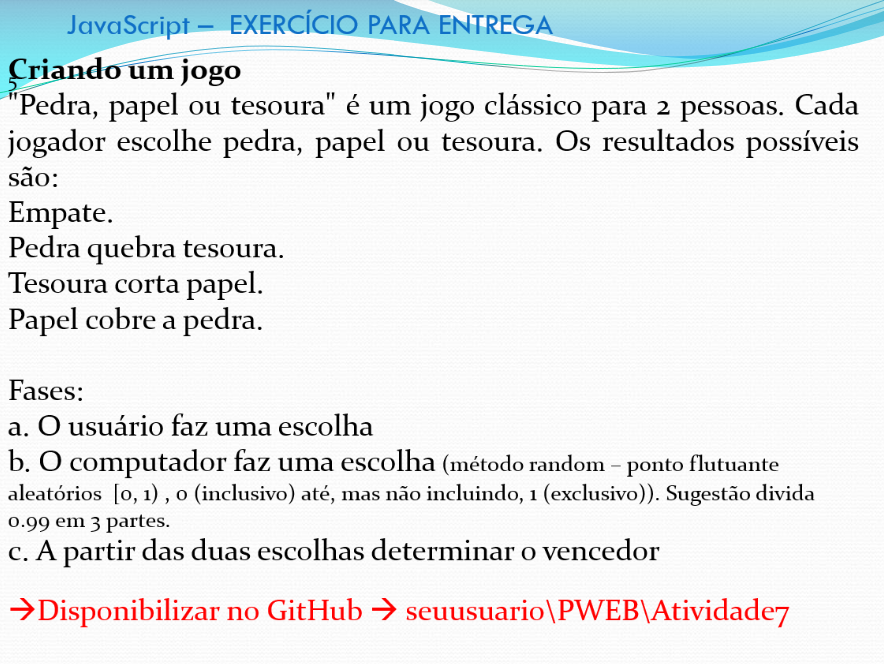 JavaScript – EXERCÍCIO PARA ENTREGA
Criando um jogo
5
"Pedra, papel ou tesoura" é um jogo clássico para 2 pessoas. Cada
jogador escolhe pedra, papel ou tesoura. Os resultados possíveis
são:
Empate.
Pedra quebra tesoura.
Tesoura corta papel.
Papel cobre a pedra.
Fases:
a. O usuário faz uma escolha
b. O computador faz uma escolha (método random – ponto flutuante
aleatórios [0, 1) , 0 (inclusivo) até, mas não incluindo, 1 (exclusivo)). Sugestão divida
0.99 em 3 partes.
c. A partir das duas escolhas determinar o vencedor
→Disponibilizar no GitHub → seuusuario\PWEB\Atividade7